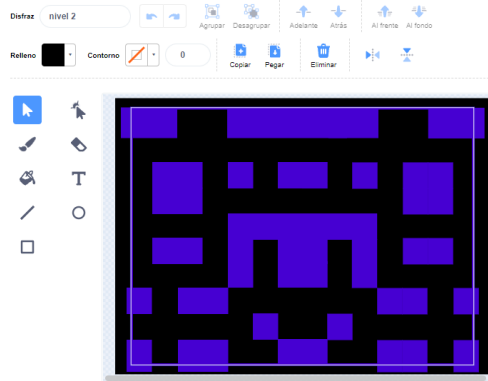 Disfraz nivel 2 Agrupar Desagrupar Adelante Atrás Al frente Al fondo
Relleno Contorno 0 Copiar Pegar Eliminar
T